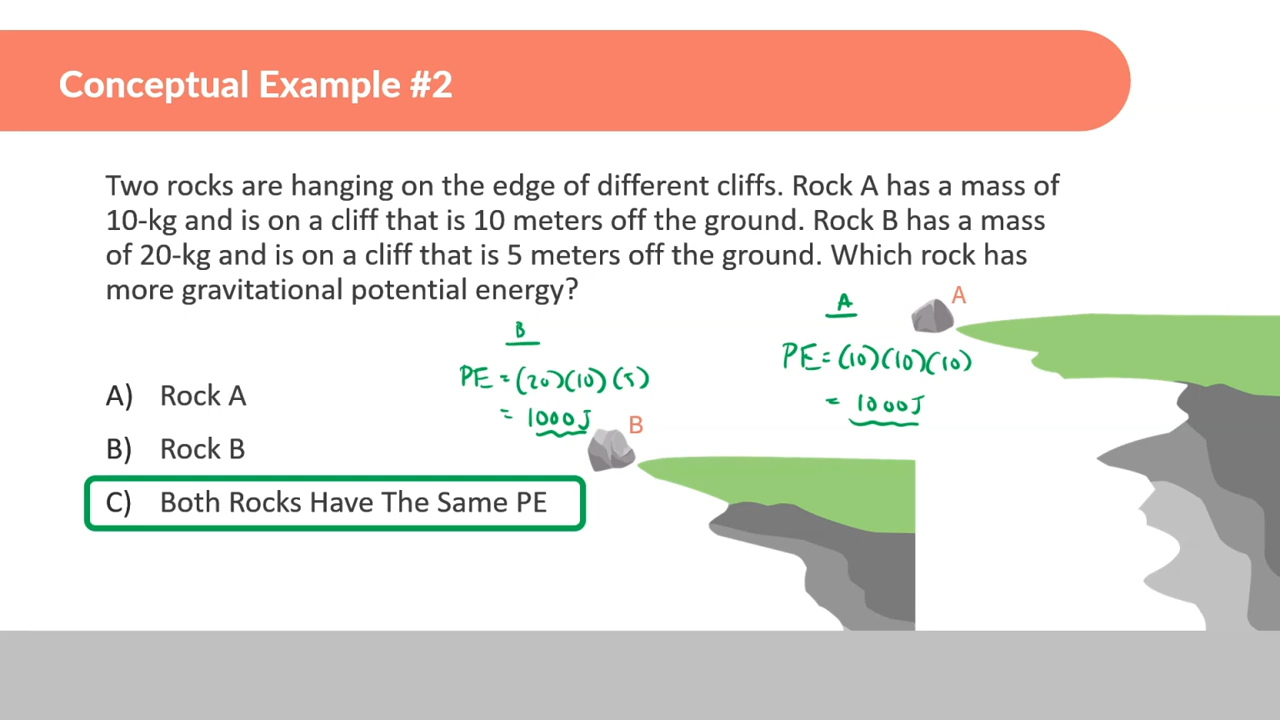 Conceptual Example #2
Two rocks are hanging on the edge of different cliffs. Rock A has a mass of
10-kg and is on a cliff that is 10 meters off the ground. Rock B has a mass
of 20-kg and is on a cliff that is 5 meters off the ground. Which rock has
more gravitational potential energy?
A) Rock A
B) Rock B
C) Both Rocks Have The Same PE
B
PE = (20)(10)(5)
= 1000J
B
A
PE = (10)(10)(10)
= 1000J
A